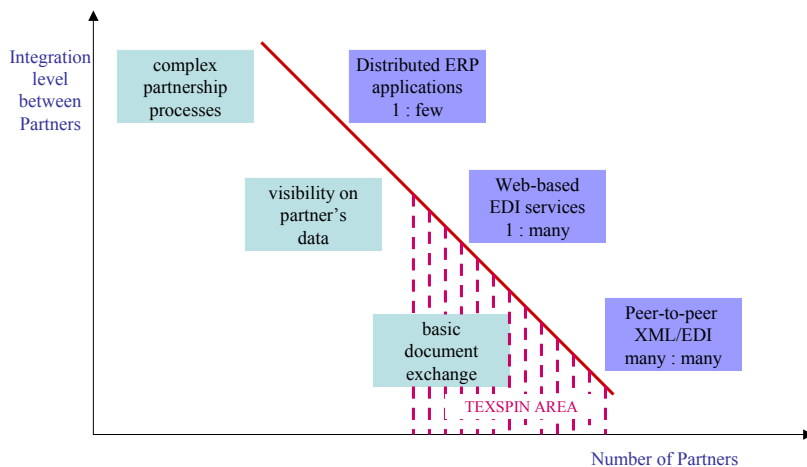 Integration
level
between
Partners
complex
partnership
processes
Distributed ERP
applications
1 : few
visibility on
partner's
data
Web-based
EDI services
1 : many
basic
document
exchange
Peer-to-peer
XML/EDI
many : many
TEXSPIN AREA
Number of Partners